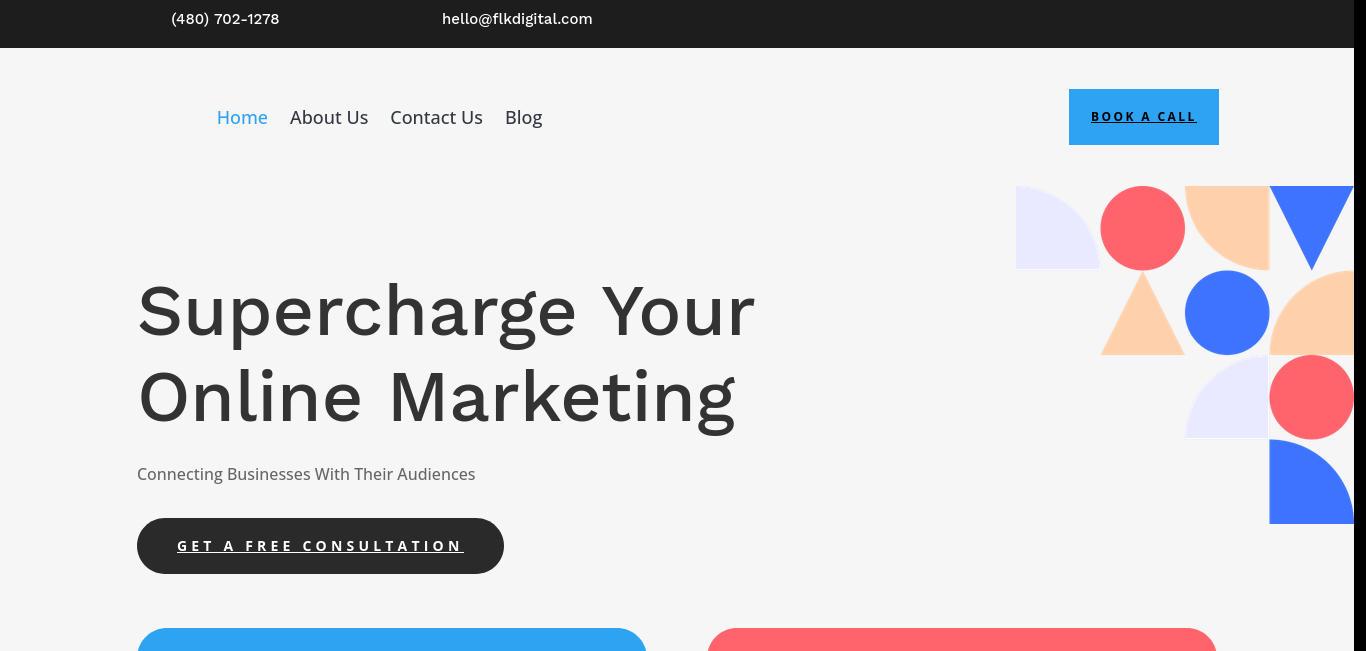 (480) 702-1278
hello@flkdigital.com
Home About Us Contact Us Blog
BOOK A CALL
Supercharge Your
Online Marketing
Connecting Businesses With Their Audiences
GET A FREE CONSULTATION